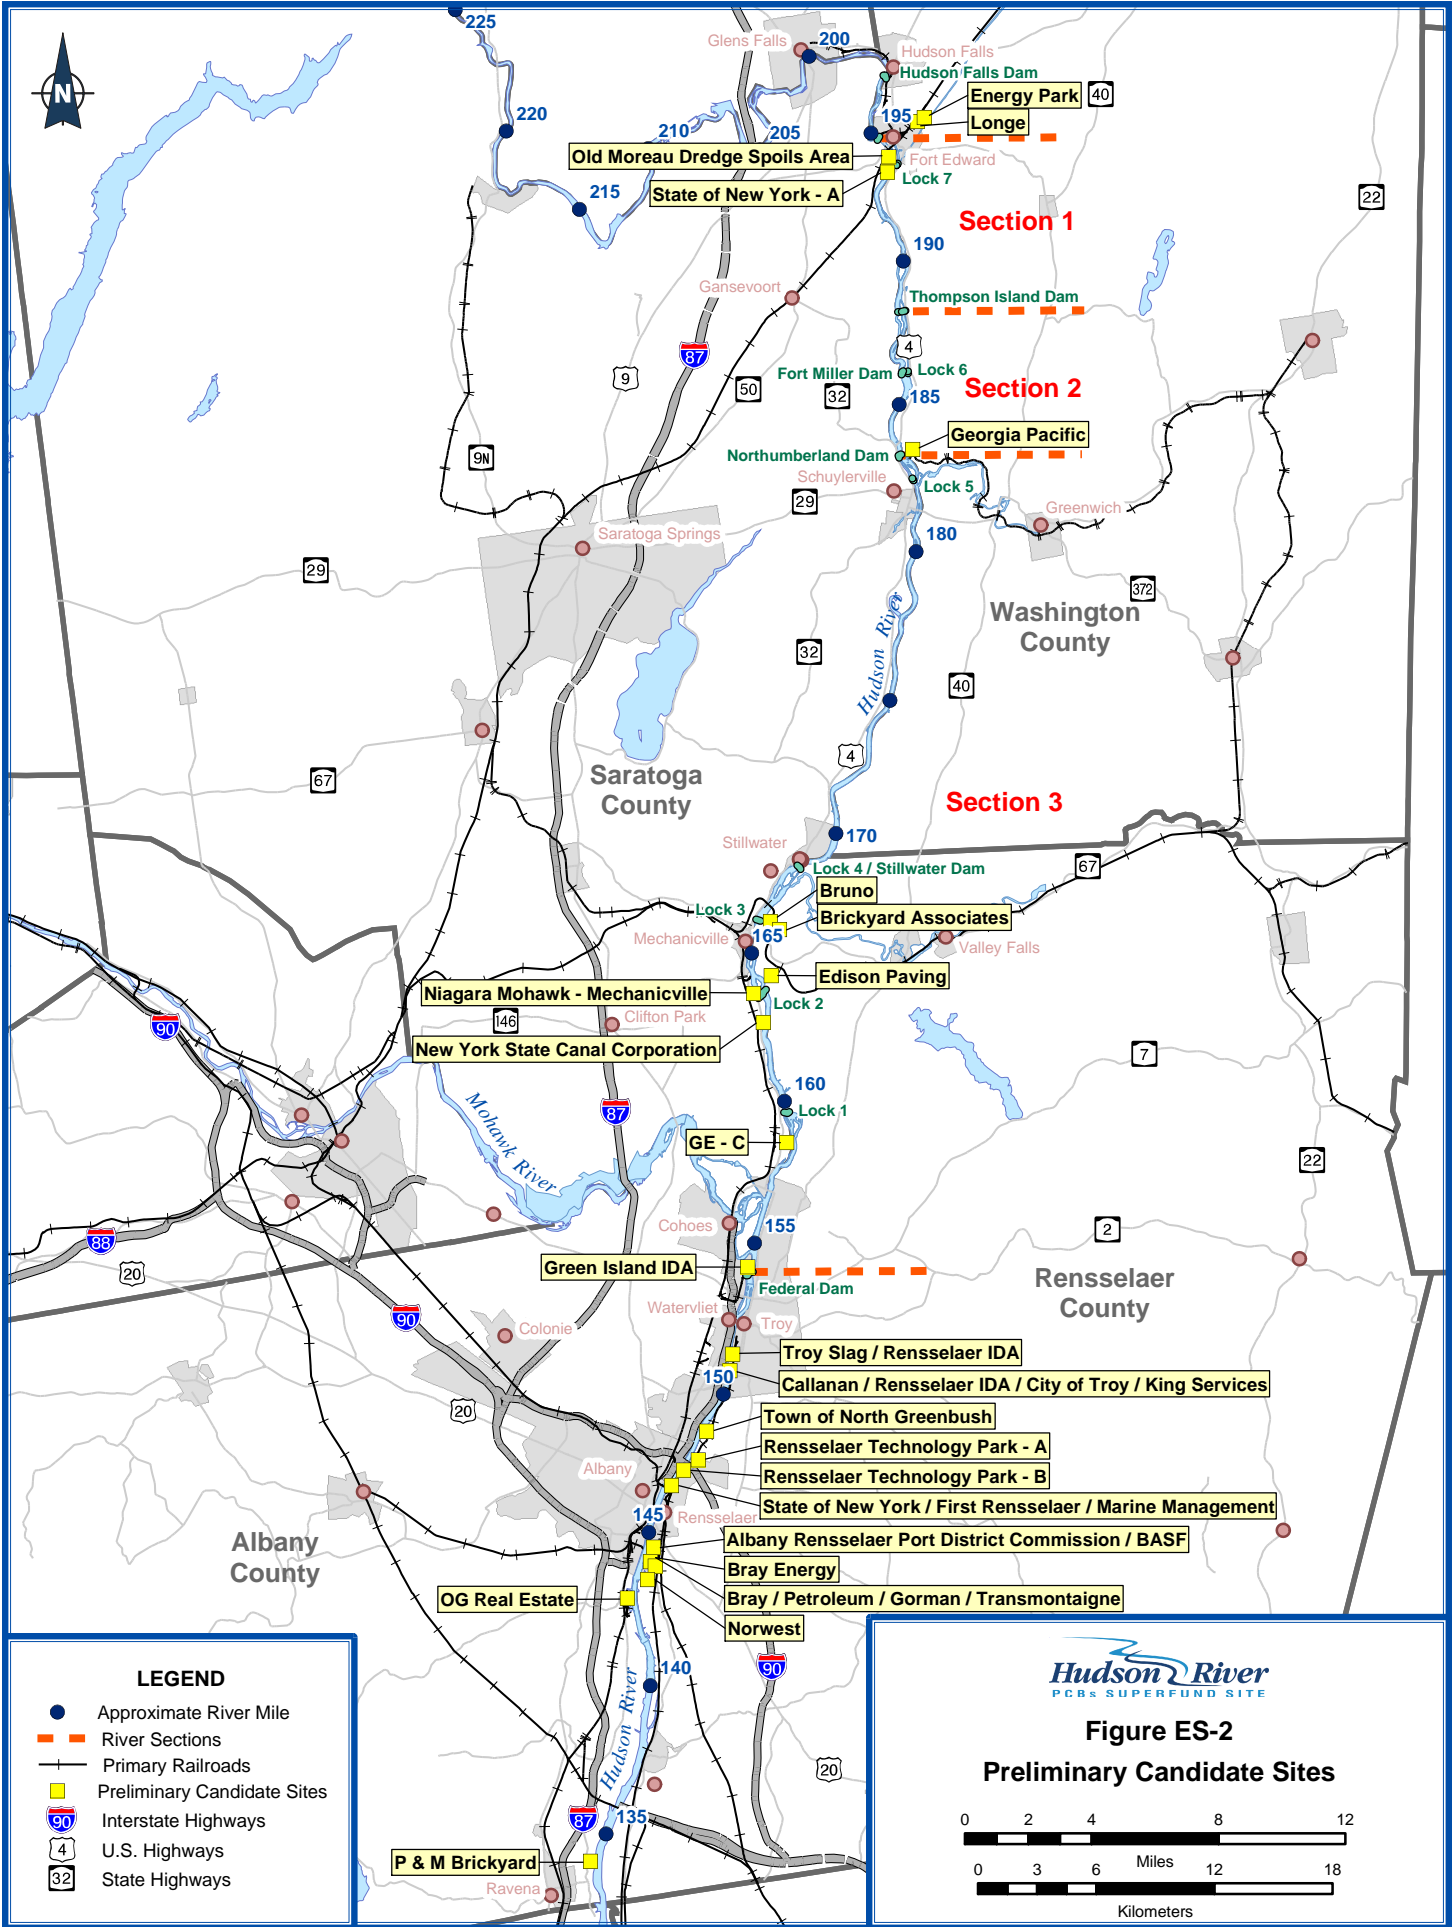 225
Glens Falls
200
Hudson Falls
Hudson Falls Dam
N
Energy Park
40
220
210
205
195
Longe
Old Moreau Dredge Spoils Area
Fort Edward
Lock 7
215
State of New York - A
22
Section 1
190
Gansevoort
Thompson Island Dam
4
87
9
50
32
Fort Miller Dam
Lock 6
Section 2
185
Georgia Pacific
9N
Northumberland Dam
Schuylerville
Lock 5
29
Greenwich
Saratoga Springs
180
29
372
Washington
County
32
Hudson River
40
4
67
Saratoga
County
Section 3
170
Stillwater
Lock 4 / Stillwater Dam
67
Bruno
Lock 3
Brickyard Associates
165
Mechanicville
Valley Falls
Edison Paving
Niagara Mohawk - Mechanicville
Lock 2
90
146
Clifton Park
New York State Canal Corporation
7
160
Lock 1
87
Mohawk River
GE - C
22
Cohoes
155
2
88
20
Green Island IDA
Federal Dam
Rensselaer
County
90
Watervliet
Troy
Colonie
Troy Slag / Rensselaer IDA
150
Callanan / Rensselaer IDA / City of Troy / King Services
20
Town of North Greenbush
Rensselaer Technology Park - A
Albany
Rensselaer Technology Park - B
State of New York / First Rensselaer / Marine Management
145
Rensselaer
Albany
County
Albany Rensselaer Port District Commission / BASF
Bray Energy
OG Real Estate
Bray / Petroleum / Gorman / Transmontaigne
Norwest
140
90
Hudson River
20
87
135
P & M Brickyard
Ravena
LEGEND
Approximate River Mile
River Sections
Primary Railroads
Preliminary Candidate Sites
90
Interstate Highways
4
U.S. Highways
32
State Highways
Hudson River
PCBs SUPERFUND SITE
Figure ES-2
Preliminary Candidate Sites
0 2 4 8 12
Miles
0 3 6 12 18
Kilometers